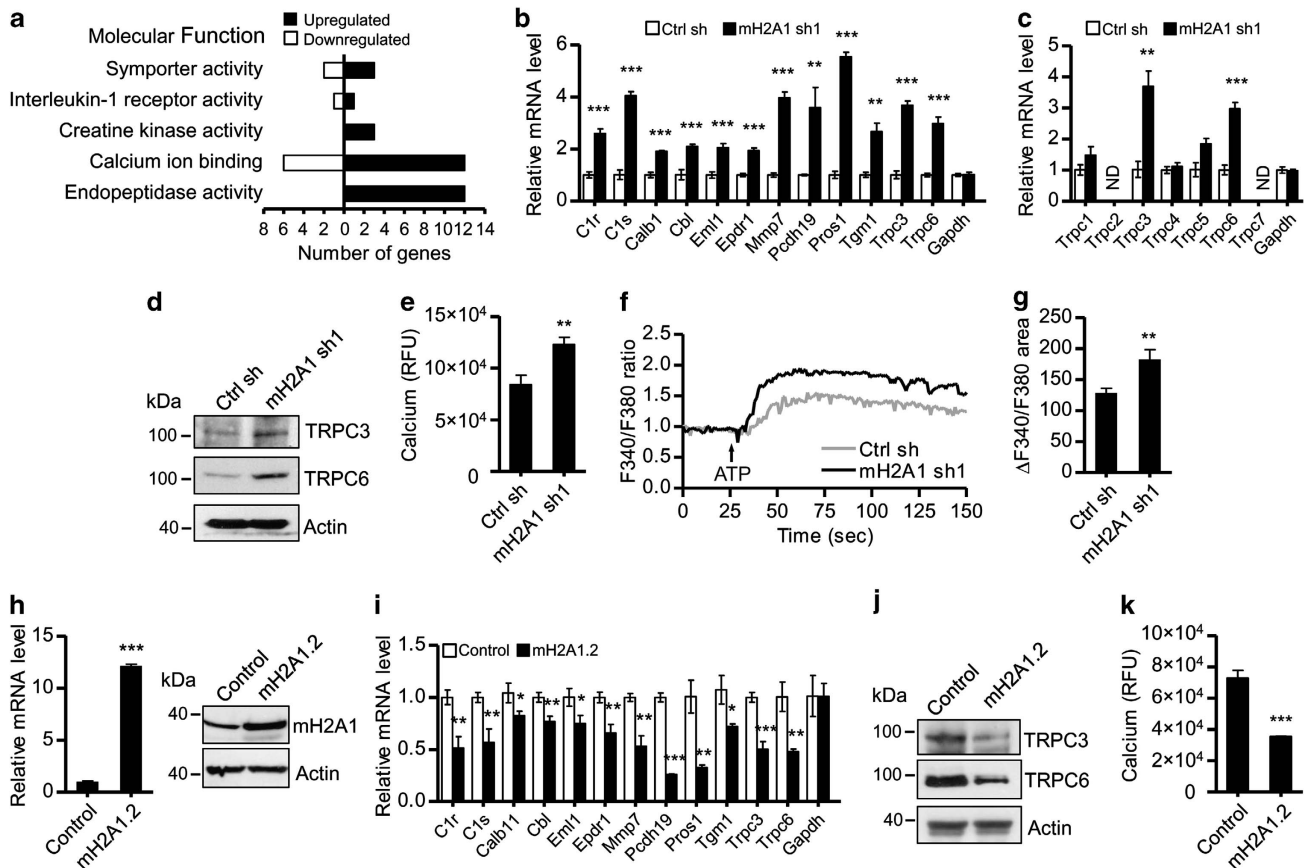 a
Upregulated
Molecular Function
Downregulated
Symporter activity
Interleukin-1 receptor activity
Creatine kinase activity
Calcium ion binding
Endopeptidase activity
8 6 4 2 0 2 4 6 8 10 12 14
Number of genes
b
Ctrl sh mH2A1 sh1
Relative mRNA level
6
4
2
0
*** *** *** *** *** *** *** ** *** ** *** ***
C1r C1s Calb1 Cbl Eml1 Epdr1 Mmp7 Pcdh19 Pros1 Tgm1 Trpc3 Trpc6 Gapdh
c
Ctrl sh mH2A1 sh1
Relative mRNA level
5
4
3
2
1
0
ND ** *** ND
Trpc1 Trpc2 Trpc3 Trpc4 Trpc5 Trpc6 Trpc7 Gapdh
d
Ctrl sh mH2A1 sh1
kDa
100 TRPC3
100 TRPC6
40 Actin
e
Calcium (RFU)
15×10⁴
10×10⁴
5×10⁴
0
**
Ctrl sh mH2A1 sh1
f
F340/F380 ratio
2.5
2.0
1.5
1.0
0.5
0.0
ATP
Ctrl sh
mH2A1 sh1
0 25 50 75 100 125 150
Time (sec)
g
ΔF340/F380 area
250
200
150
100
50
0
**
Ctrl sh mH2A1 sh1
h
Relative mRNA level
15
10
5
0
***
Control mH2A1.2
kDa
Control mH2A1.2
40 mH2A1
40 Actin
i
Control mH2A1.2
Relative mRNA level
1.5
1.0
0.5
0.0
** ** * ** * ** ** *** ** * *** **
C1r C1s Calb11 Cbl Eml1 Epdr1 Mmp7 Pcdh19 Pros1 Tgm1 Trpc3 Trpc6 Gapdh
j
Control mH2A1.2
kDa
100 TRPC3
100 TRPC6
40 Actin
k
Calcium (RFU)
10×10⁴
8×10⁴
6×10⁴
4×10⁴
2×10⁴
0
***
Control mH2A1.2